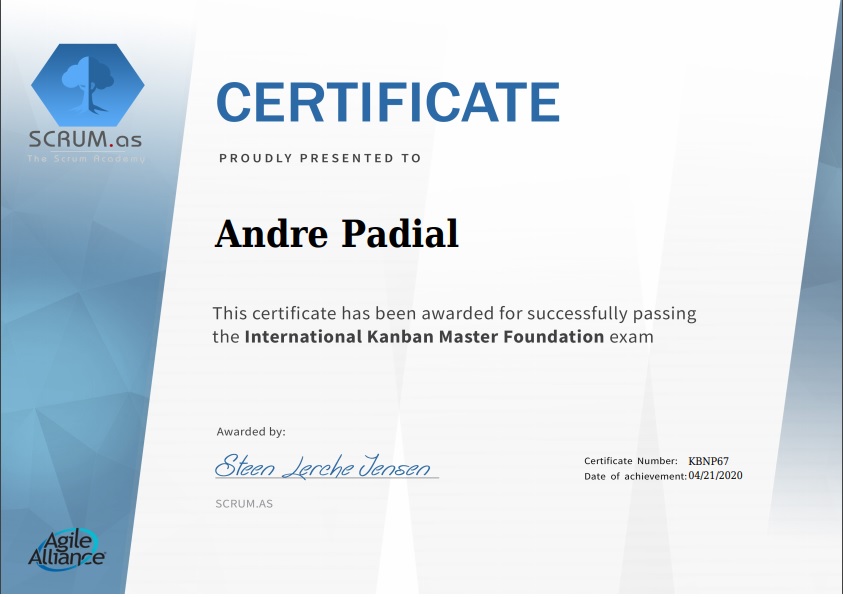 SCRUM.as
The Scrum Academy
CERTIFICATE
PROUDLY PRESENTED TO
Andre Padial
This certificate has been awarded for successfully passing
the International Kanban Master Foundation exam
Awarded by:
Steen Lerche Jensen
SCRUM.AS
Certificate Number: KBNP67
Date of achievement: 04/21/2020
Agile
Alliance